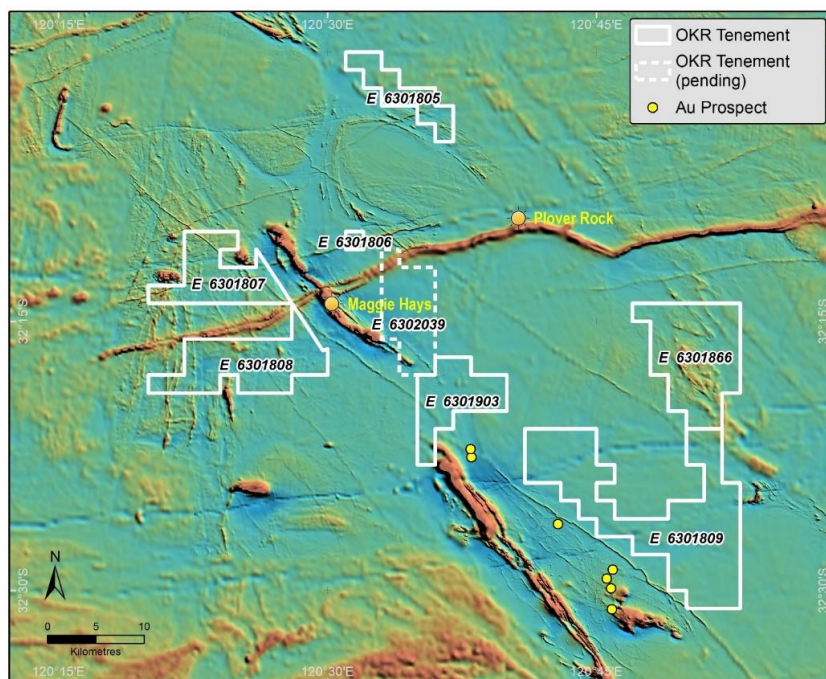 120°15'E
120°30'E
120°45'E
OKR Tenement
OKR Tenement
(pending)
Au Prospect
E 6301805
Plover Rock
E 6301806
E 6301807
Maggie Hays
32°15'S
32°15'S
E 6302039
E 6301866
E 6301808
E 6301903
E 6301809
N
32°30'S
32°30'S
0 5 10
Kilometres
120°15'E
120°30'E
120°45'E